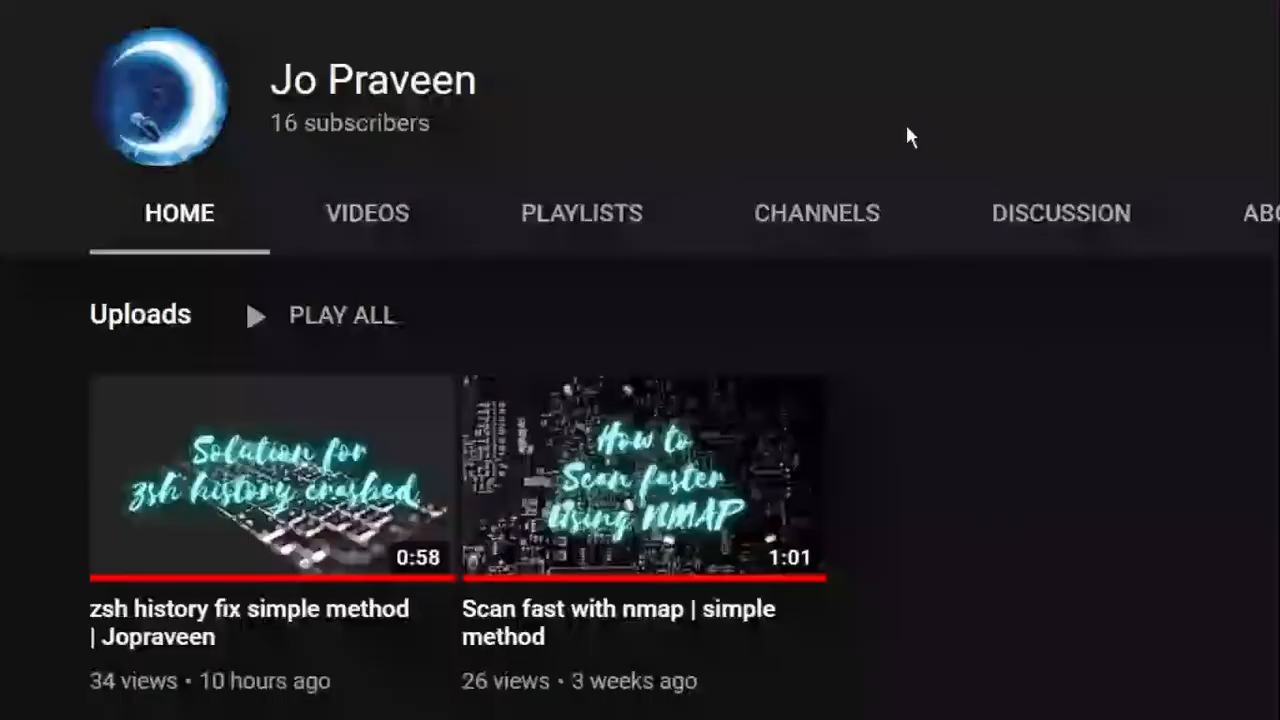 Jo Praveen
16 subscribers
HOME VIDEOS PLAYLISTS CHANNELS DISCUSSION ABO
Uploads PLAY ALL
Solution for
zsh history crashed
0:58
How to
Scan faster
Using NMAP
1:01
zsh history fix simple method
| Jopraveen
34 views • 10 hours ago
Scan fast with nmap | simple
method
26 views • 3 weeks ago